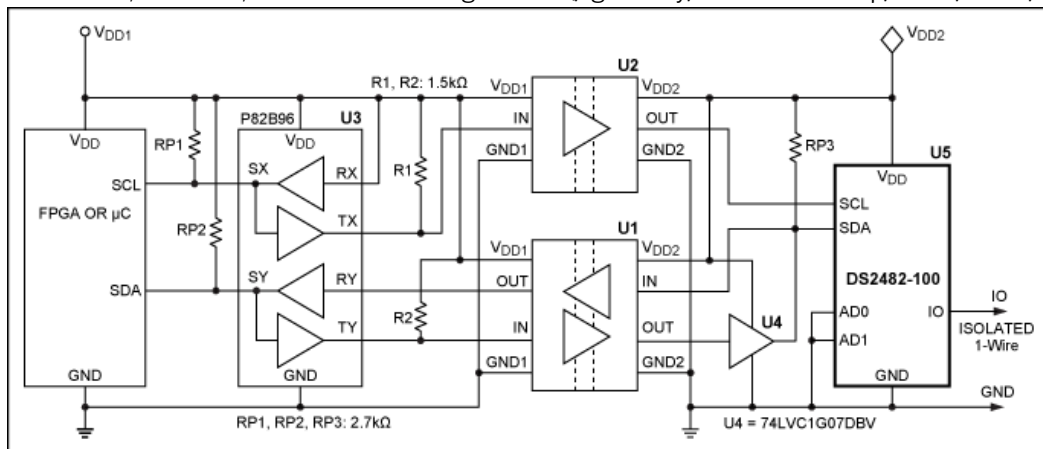 VDD1
VDD2
R1, R2: 1.5kΩ
U2
VDD1
VDD2
P82B96
U3
IN
OUT
VDD
VDD
RP1
RP3
SX
RX
R1
GND1
GND2
U5
VDD
SCL
SCL
FPGA OR µC
TX
RP2
U1
SDA
VDD1
VDD2
SY
RY
OUT
IN
DS2482-100
SDA
R2
U4
IO
IO
AD0
TY
IN
OUT
ISOLATED
1-Wire
AD1
GND1
GND2
GND
GND
GND
GND
RP1, RP2, RP3: 2.7kΩ
U4 = 74LVC1G07DBV